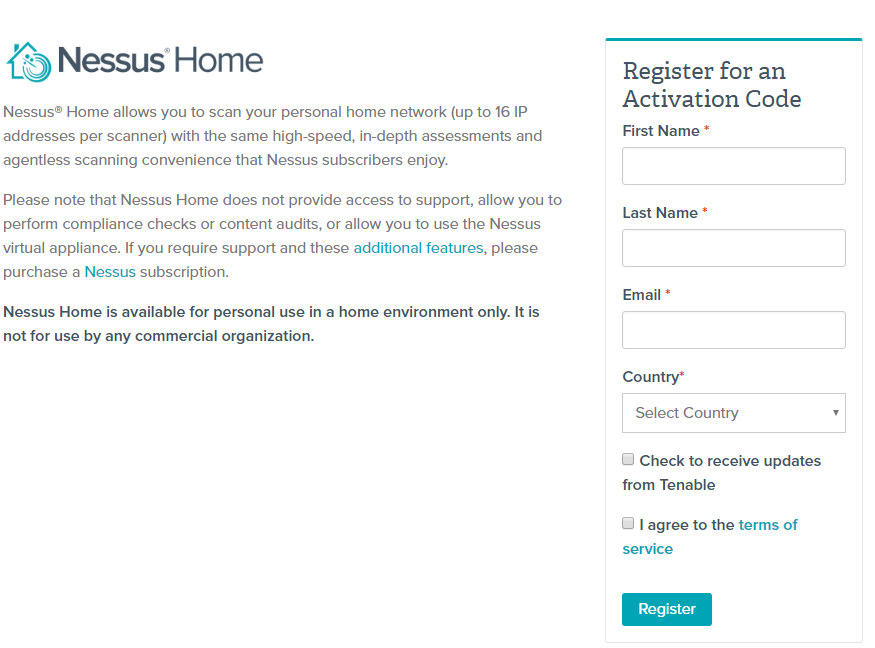 Nessus® Home
Nessus® Home allows you to scan your personal home network (up to 16 IP
addresses per scanner) with the same high-speed, in-depth assessments and
agentless scanning convenience that Nessus subscribers enjoy.
Please note that Nessus Home does not provide access to support, allow you to
perform compliance checks or content audits, or allow you to use the Nessus
virtual appliance. If you require support and these additional features, please
purchase a Nessus subscription.
Nessus Home is available for personal use in a home environment only. It is
not for use by any commercial organization.
Register for an
Activation Code
First Name *
Last Name *
Email *
Country*
Select Country
Check to receive updates
from Tenable
I agree to the terms of
service
Register